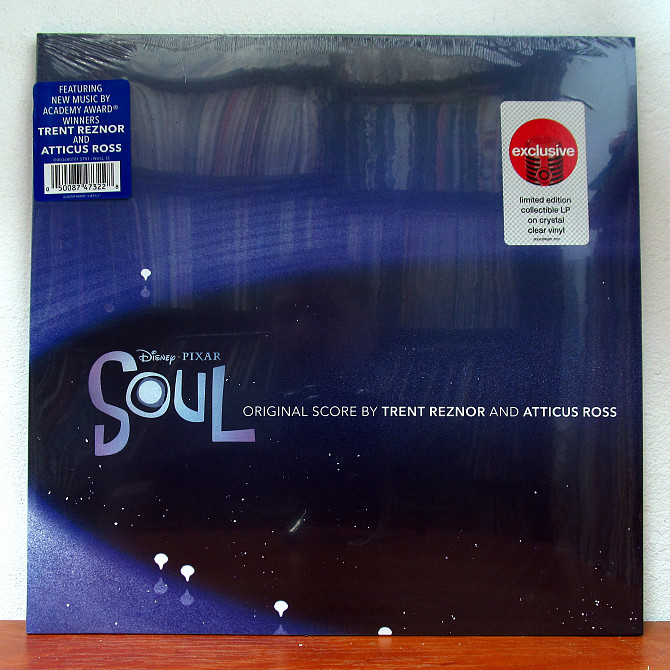 FEATURING
NEW MUSIC BY
ACADEMY AWARD®
WINNERS
TRENT REZNOR
AND
ATTICUS ROSS
0 50087 47322 8
exclusive
limited edition
collectible LP
on crystal
clear vinyl
Disney · PIXAR
SOUL
ORIGINAL SCORE BY TRENT REZNOR AND ATTICUS ROSS